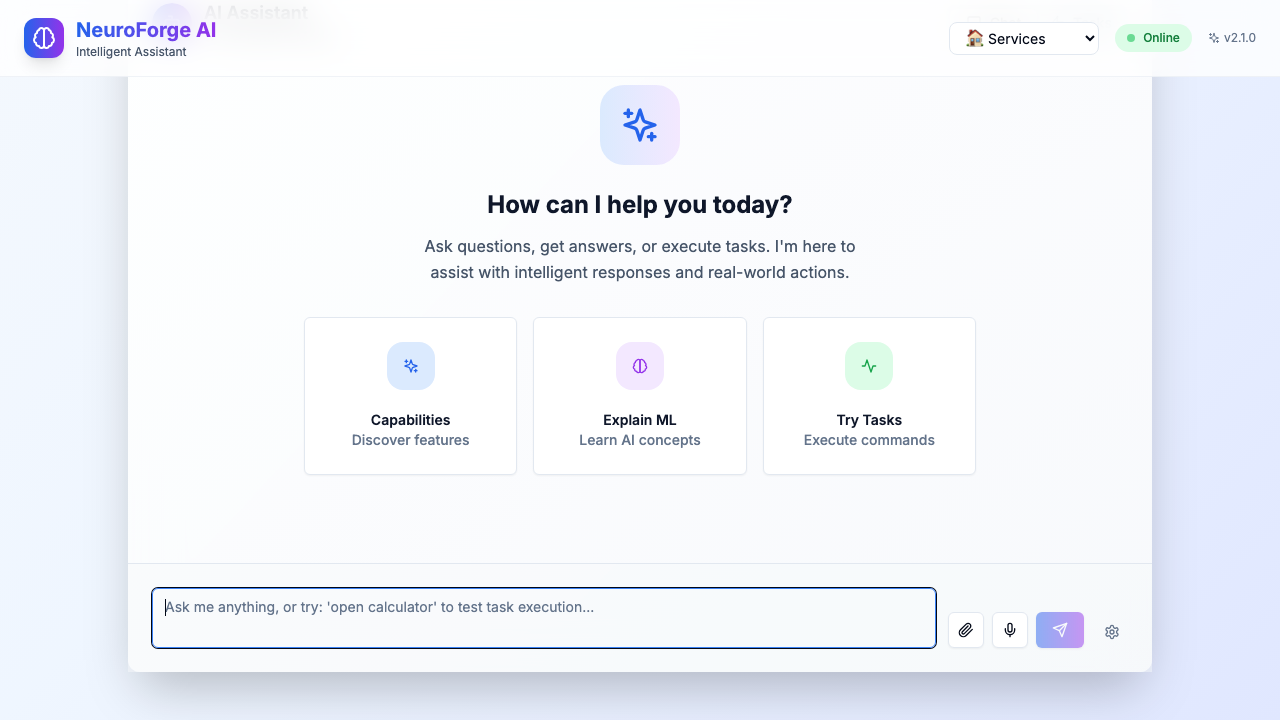 AI Assistant
NeuroForge AI
Intelligent Assistant
Services
Online
v2.1.0
How can I help you today?
Ask questions, get answers, or execute tasks. I'm here to
assist with intelligent responses and real-world actions.
Capabilities
Discover features
Explain ML
Learn AI concepts
Try Tasks
Execute commands
Ask me anything, or try: 'open calculator' to test task execution...